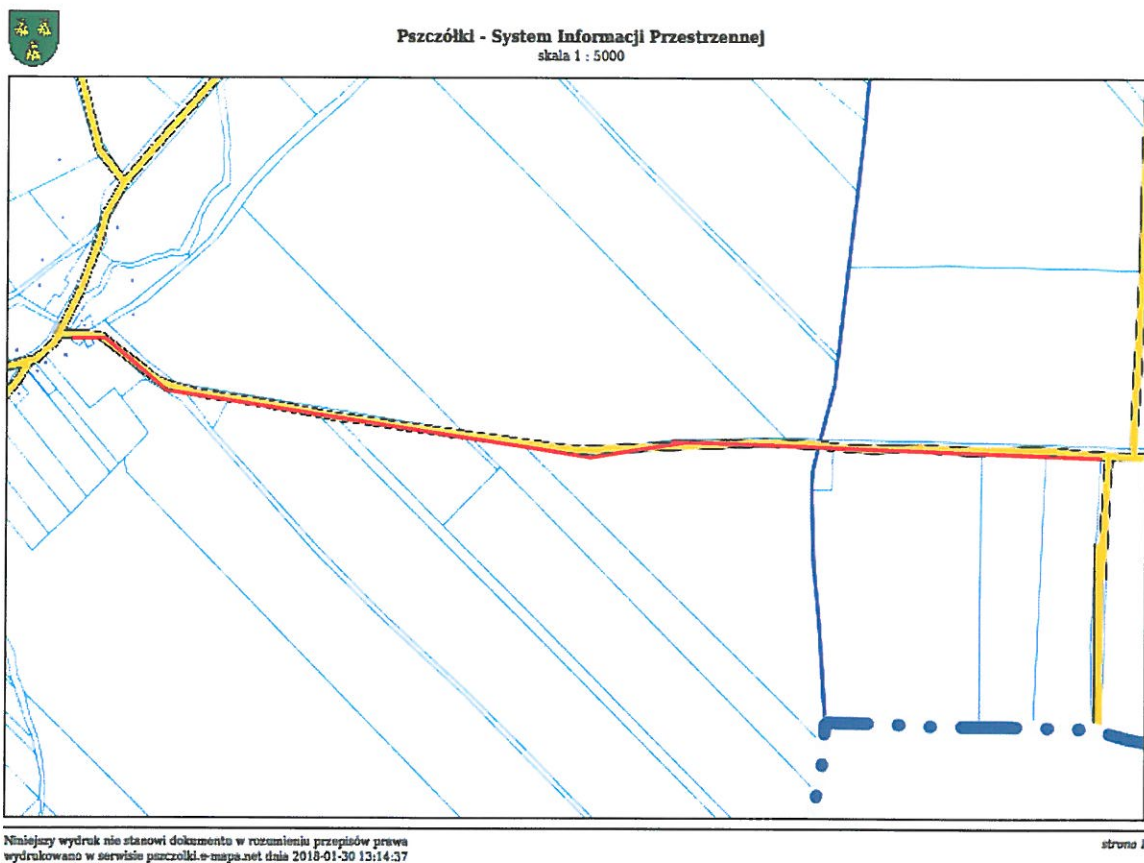 Pszczółki - System Informacji Przestrzennej
skala 1 : 5000
Niniejszy wydruk nie stanowi dokumentu w rozumieniu przepisów prawa
wydrukowano w serwisie pszczolki.e-mapa.net dnia 2018-01-30 13:14:37
strona